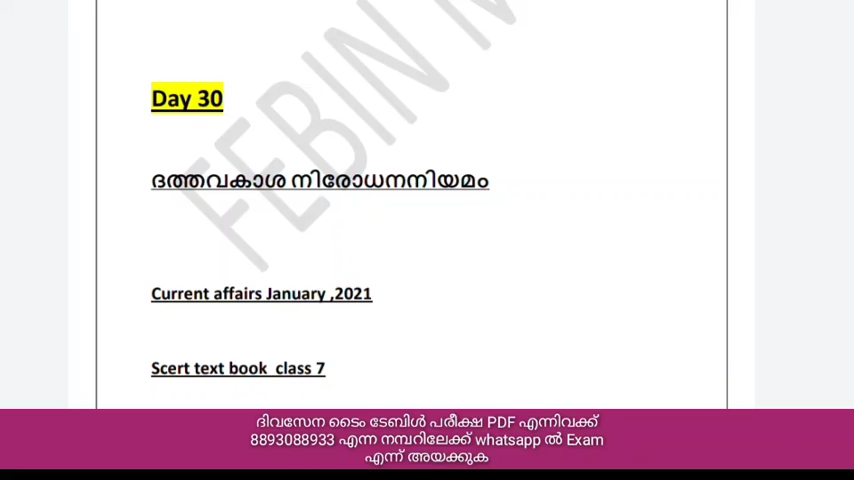 Day 30
ദത്തവകാശ നിരോധനനിയമം
Current affairs January ,2021
Scert text book class 7
ദിവസേന ടൈം ടേബിൾ പരീക്ഷ PDF എന്നിവക്ക്
8893088933 എന്ന നമ്പറിലേക്ക് whatsapp ൽ Exam
എന്ന് അയക്കുക
FEBIN